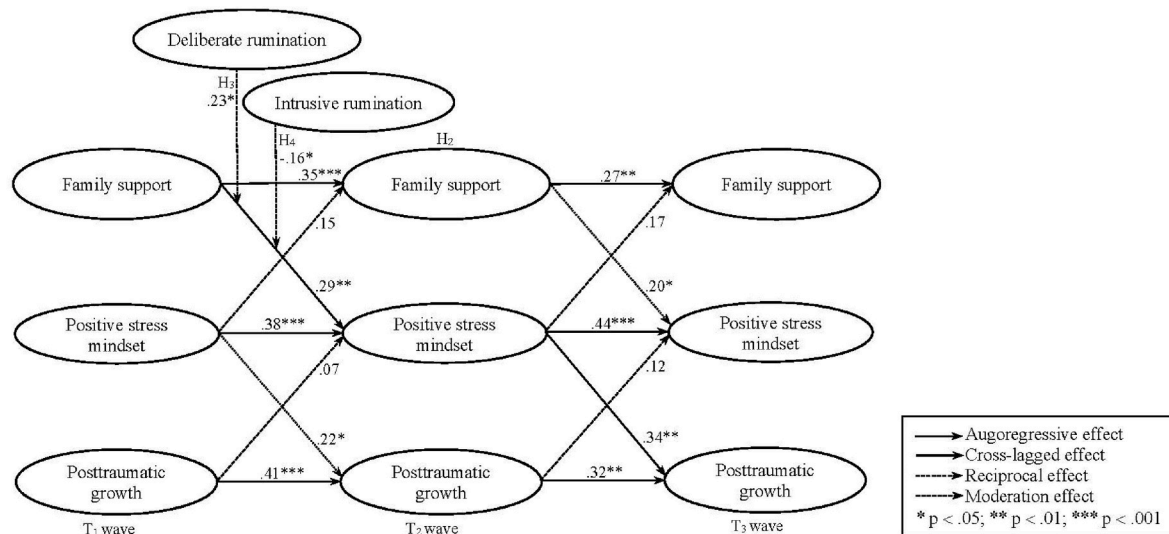 Deliberate rumination
H₃
.23*
Intrusive rumination
H₄
-.16*
H₂
Family support
.35***
Family support
.27**
Family support
.15
.17
.29**
.20*
Positive stress
mindset
.38***
Positive stress
mindset
.44***
Positive stress
mindset
.07
.12
.22*
.34**
Posttraumatic
growth
.41***
Posttraumatic
growth
.32**
Posttraumatic
growth
T₁ wave
T₂ wave
T₃ wave
Augoregressive effect
Cross-lagged effect
Reciprocal effect
Moderation effect
* p < .05; ** p < .01; *** p < .001